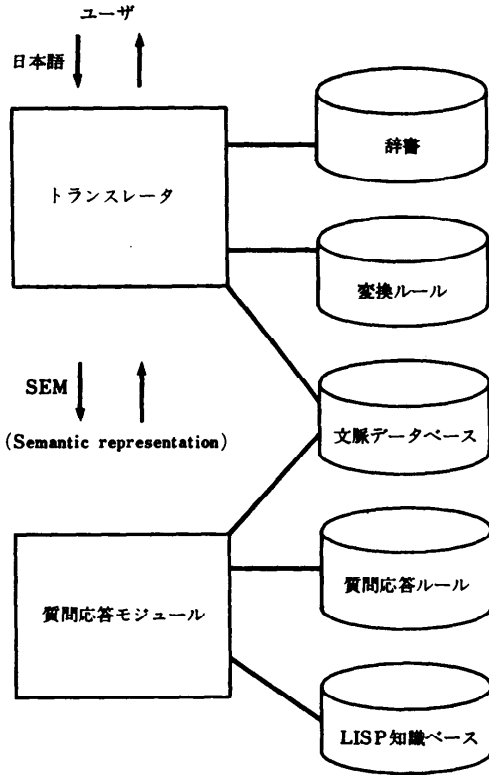 ユーザ
日本語
辞書
トランスレータ
変換ルール
SEM
(Semantic representation)
文脈データベース
質問応答ルール
質問応答モジュール
LISP知識ベース